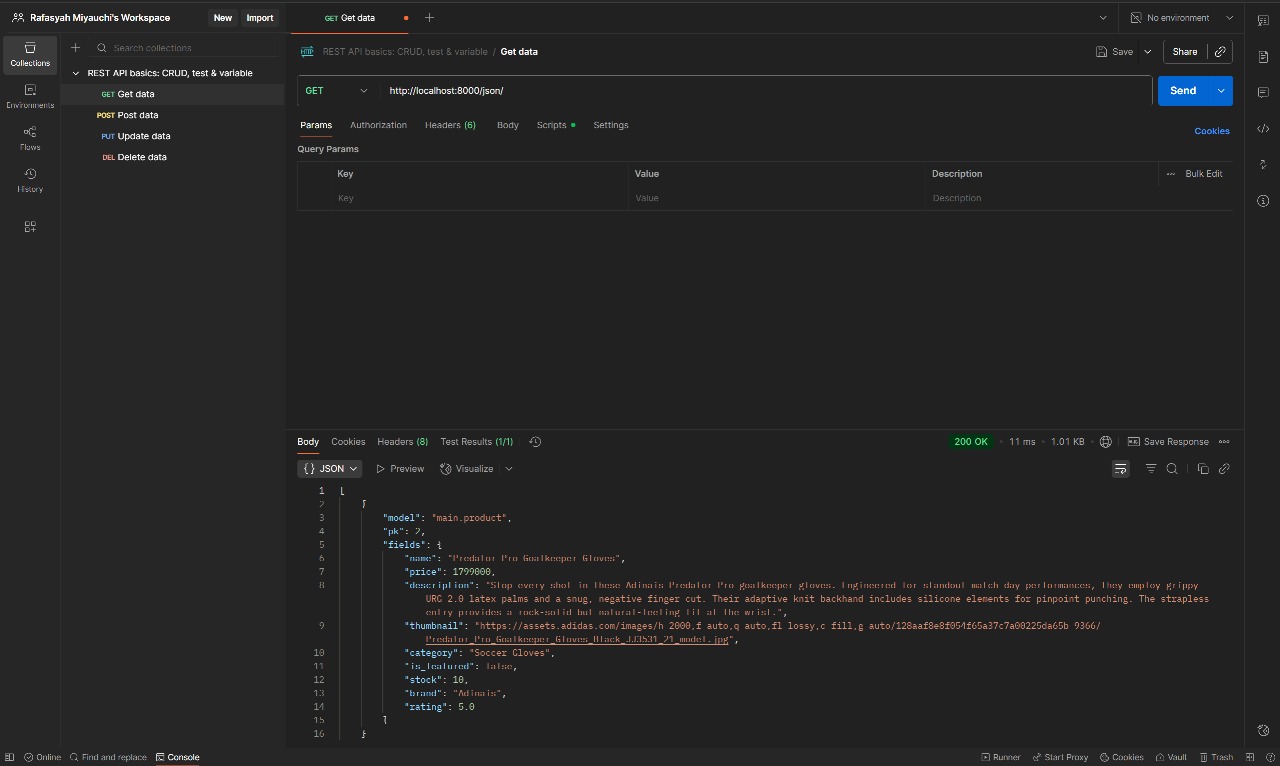 Rafasyah Miyauchi's Workspace
New
Import
GET Get data
No environment
Collections
Environments
Flows
History
Search collections
REST API basics: CRUD, test & variable
GET Get data
POST Post data
PUT Update data
DEL Delete data
HTTP REST API basics: CRUD, test & variable / Get data
Save
Share
GET
http://localhost:8000/json/
Send
Params
Authorization
Headers (6)
Body
Scripts
Settings
Cookies
Query Params
Key
Value
Description
Bulk Edit
Key
Value
Description
Body
Cookies
Headers (8)
Test Results (1/1)
200 OK
11 ms
1.01 KB
Save Response
{ } JSON
Preview
Visualize
1 [
2 {
3 "model": "main.product",
4 "pk": 2,
5 "fields": {
6 "name": "Predator Pro Goalkeeper Gloves",
7 "price": 1799000,
8 "description": "Stop every shot in these Adinais Predator Pro goalkeeper gloves. Engineered for standout match day performances, they employ grippy
URG 2.0 latex palms and a snug, negative finger cut. Their adaptive knit backhand includes silicone elements for pinpoint punching. The strapless
entry provides a rock-solid but natural-feeling fit at the wrist.",
9 "thumbnail": "https://assets.adidas.com/images/h_2000,f_auto,q_auto,fl_lossy,c_fill,g_auto/128aaf8e8f054f65a37c7a00225da65b_9366/
Predator_Pro_Goalkeeper_Gloves_Black_JJ3531_21_model.jpg",
10 "category": "Soccer Gloves",
11 "is_featured": false,
12 "stock": 10,
13 "brand": "Adinais",
14 "rating": 5.0
15 }
16 }
Online
Find and replace
Console
Runner
Start Proxy
Cookies
Vault
Trash